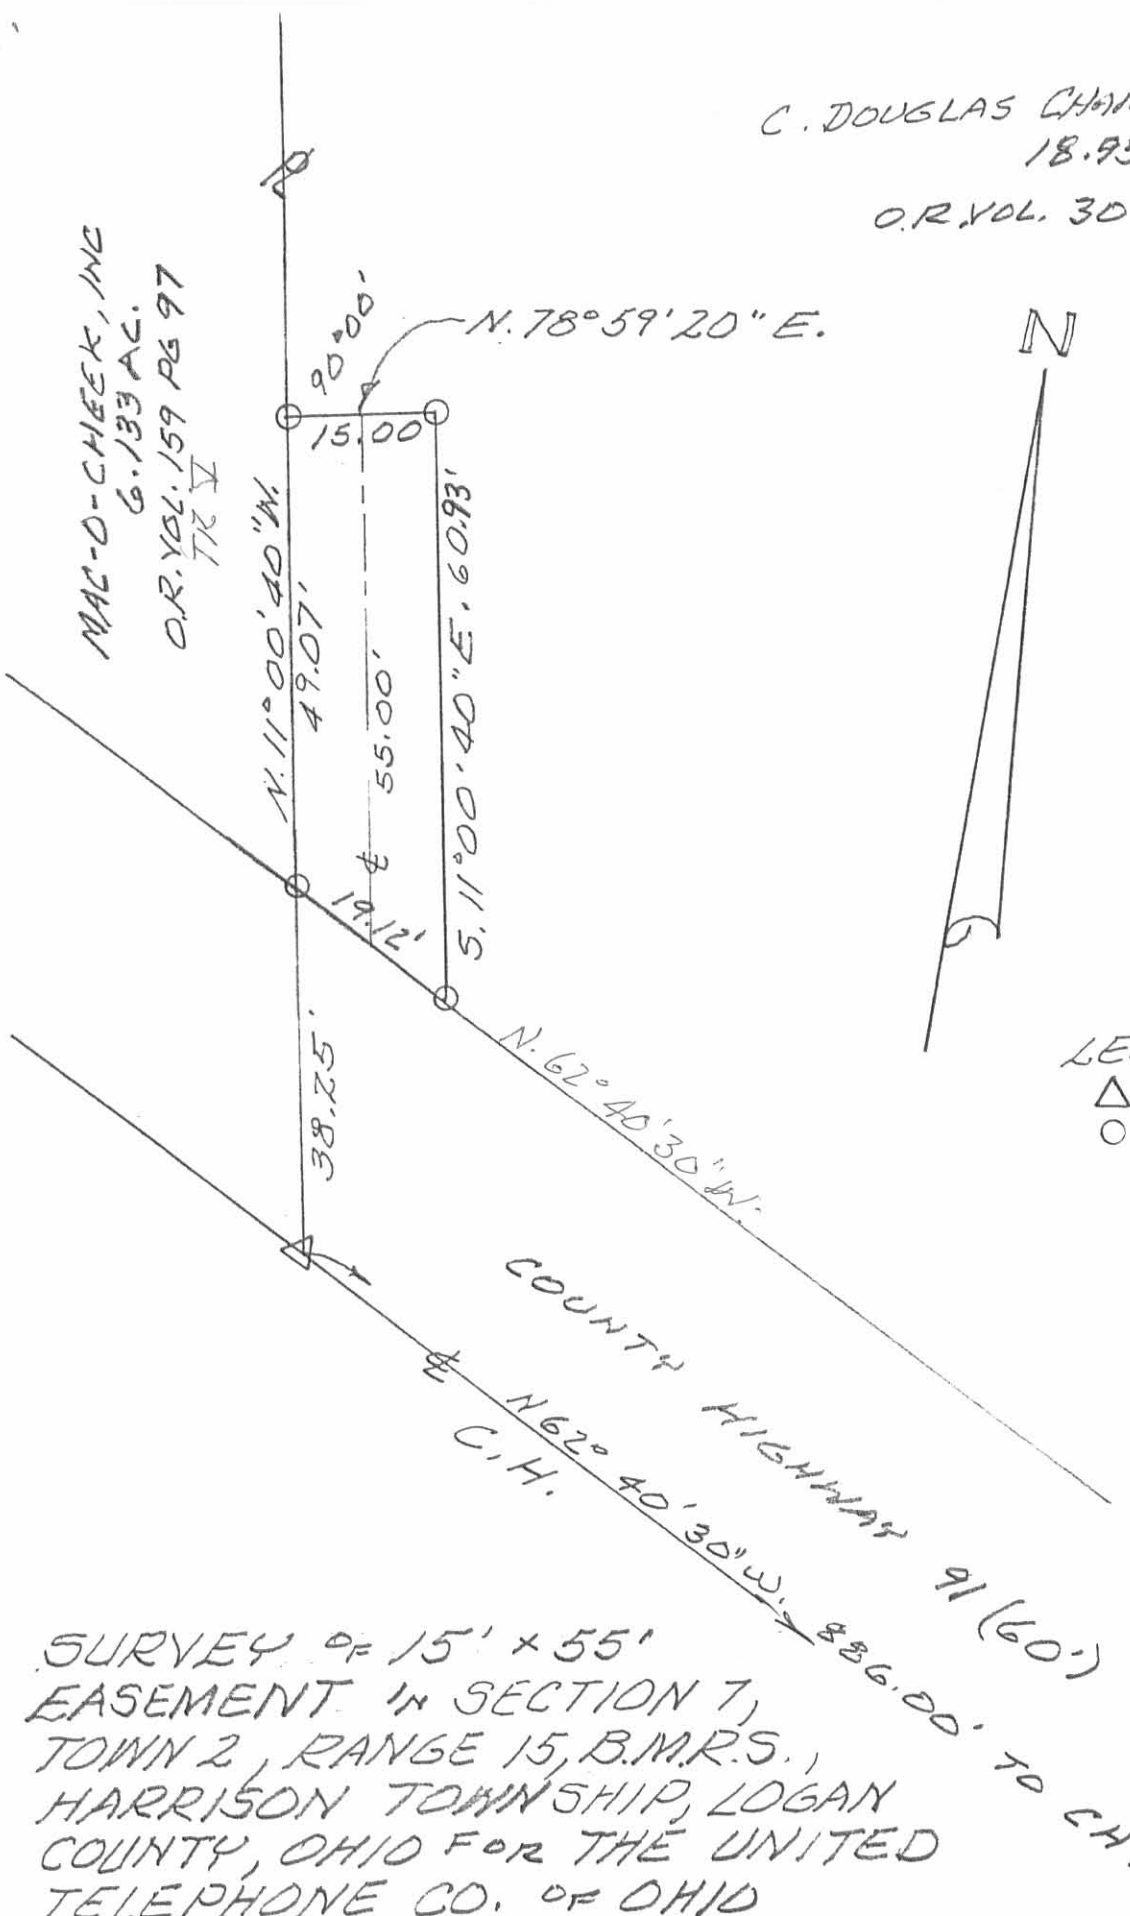 C. DOUGLAS
18.95
O.R. VOL. 30
MAC-O-CHEEK, INC
6.133 AC.
O.R. VOL. 159 PG 97
TR V
90°00'
N. 78°59'20" E.
N
15.00
N. 11°00'40" W.
49.07'
55.00'
S. 11°00'40" E. 60.93'
℄
19.12'
38.25'
N. 62°40'30" W.
△
○
COUNTY HIGHWAY 91 (60')
℄
N62°40'30" W. 886.00' TO
C.H.
SURVEY OF 15' x 55'
EASEMENT IN SECTION 7,
TOWN 2, RANGE 15, B.M.R.S.,
HARRISON TOWNSHIP, LOGAN
COUNTY, OHIO FOR THE UNITED
TELEPHONE CO. OF OHIO